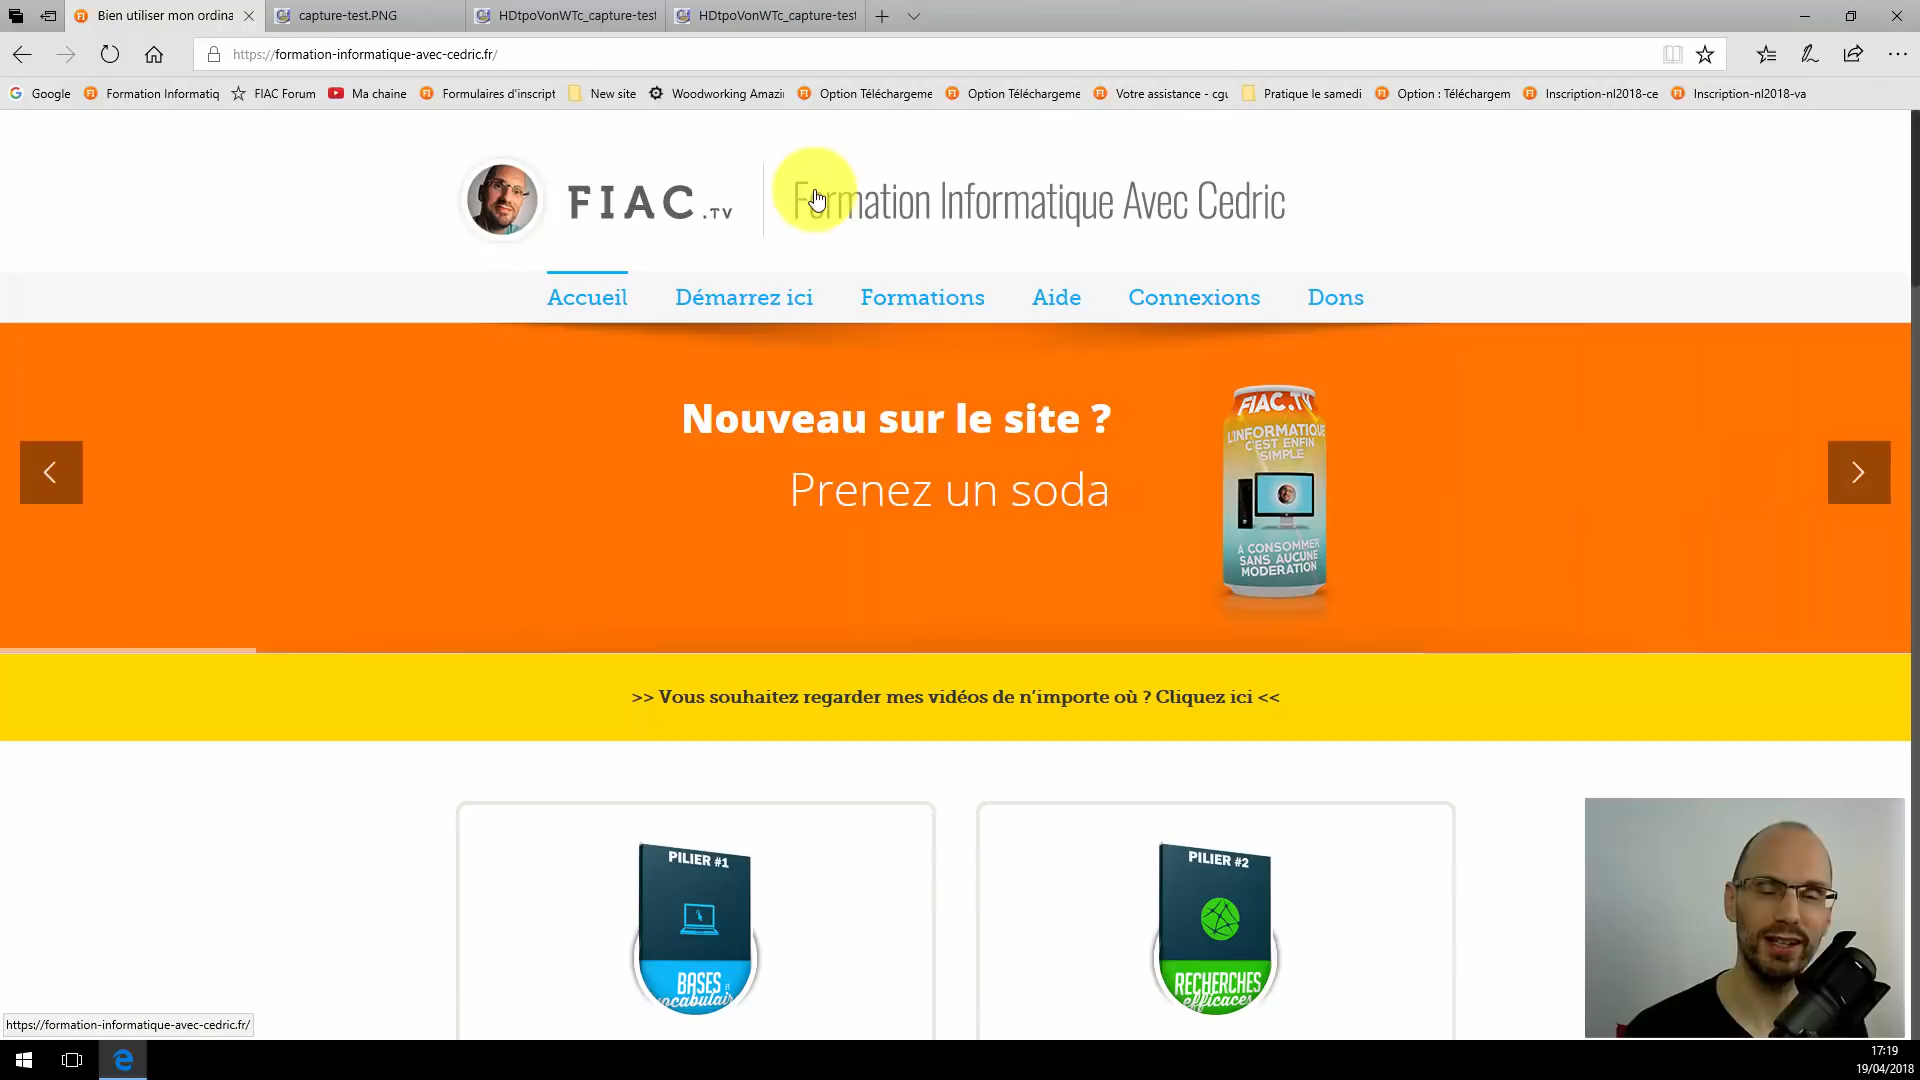 Bien utiliser mon ordina
capture-test.PNG
HDtpoVonWTc_capture-test
HDtpoVonWTc_capture-test
https://formation-informatique-avec-cedric.fr/
Google
Formation Informatiq
FIAC Forum
Ma chaine
Formulaires d'inscript
New site
Woodworking Amazi
Option Téléchargeme
Option Téléchargeme
Votre assistance - cgu
Pratique le samedi
Option : Téléchargem
Inscription-nl2018-ce
Inscription-nl2018-va
FIAC.TV
Formation Informatique Avec Cedric
Accueil
Démarrez ici
Formations
Aide
Connexions
Dons
Nouveau sur le site ?
Prenez un soda
FIAC.TV
L'INFORMATIQUE
C'EST ENFIN
SIMPLE
A CONSOMMER
SANS AUCUNE
MODERATION
>> Vous souhaitez regarder mes vidéos de n'importe où ? Cliquez ici <<
PILIER #1
BASES ET
vocabulaire
PILIER #2
RECHERCHES
efficaces
https://formation-informatique-avec-cedric.fr/
17:19
19/04/2018